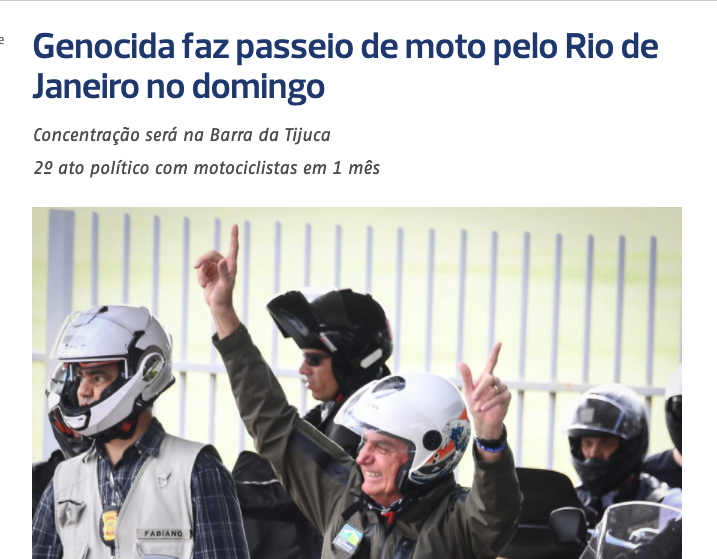 e
Genocida faz passeio de moto pelo Rio de
Janeiro no domingo
Concentração será na Barra da Tijuca
2º ato político com motociclistas em 1 mês
FABIANO